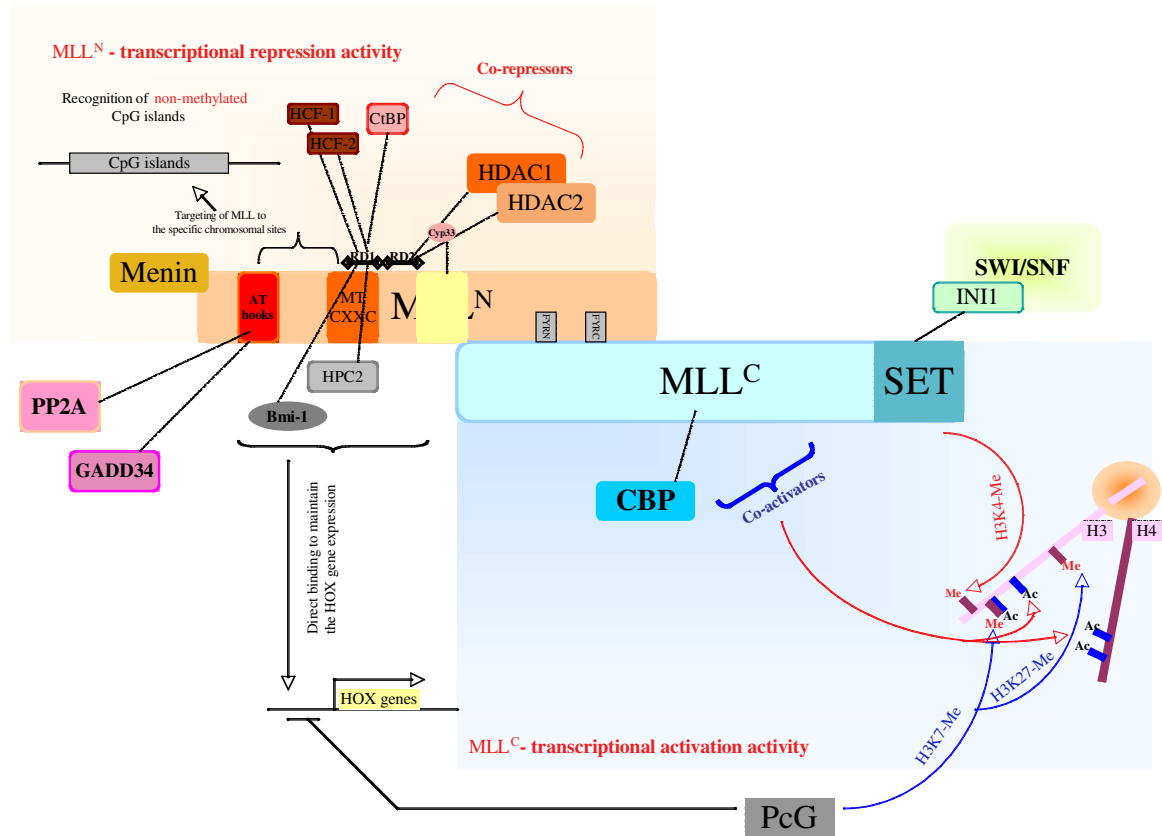 MLLᴺ - transcriptional repression activity
Co-repressors
Recognition of non-methylated
CpG islands
HCF-1
HCF-2
CtBP
CpG islands
HDAC1
HDAC2
Targeting of MLL to
the specific chromosomal sites
Cyp33
RD1
RD2
Menin
AT
hooks
MT
CXXC
FYRN
FYRC
SWI/SNF
INI1
HPC2
MLLᶜ
SET
PP2A
Bmi-1
GADD34
CBP
Co-activators
H3K4-Me
H3
H4
Me
Me
Ac
Ac
Me
Ac
Ac
Direct binding to maintain
the HOX gene expression
H3K27-Me
H3K7-Me
HOX genes
MLLᶜ- transcriptional activation activity
PcG